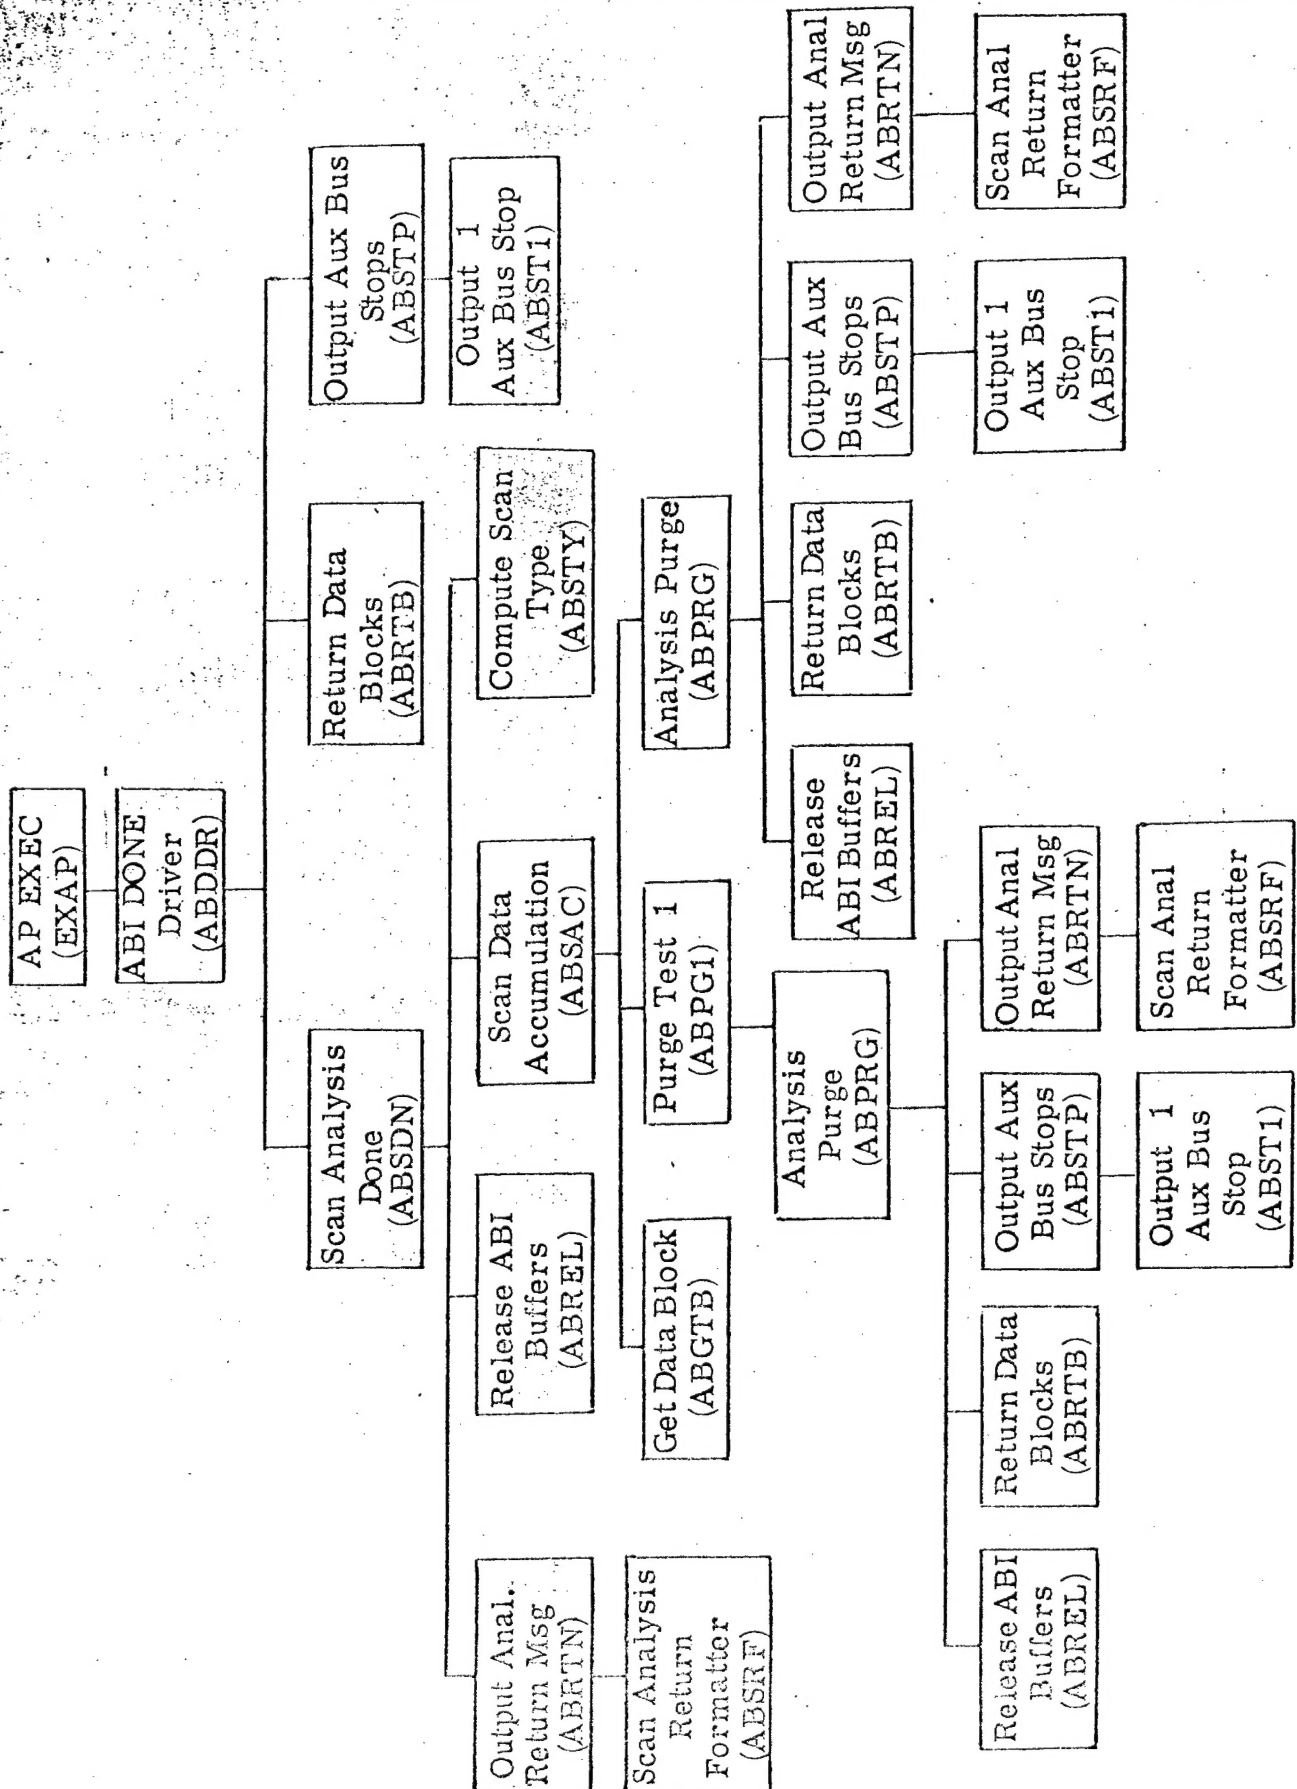 AP EXEC
(EXAP)
ABI DONE
Driver
(ABDDR)
Scan Analysis
Done
(ABSDN)
Return Data
Blocks
(ABRTB)
Output Aux Bus
Stops
(ABSTP)
Output 1
Aux Bus Stop
(ABST1)
Output Anal.
Return Msg
(ABRTN)
Release ABI
Buffers
(ABREL)
Scan Data
Accumulation
(ABSAC)
Compute Scan
Type
(ABSTY)
Scan Analysis
Return
Formatter
(ABSRF)
Get Data Block
(ABGTB)
Purge Test 1
(ABPG1)
Analysis Purge
(ABPRG)
Analysis
Purge
(ABPRG)
Release
ABI Buffers
(ABREL)
Return Data
Blocks
(ABRTB)
Output Aux
Bus Stops
(ABSTP)
Output Anal
Return Msg
(ABRTN)
Output 1
Aux Bus
Stop
(ABST1)
Scan Anal
Return
Formatter
(ABSRF)
Release ABI
Buffers
(ABREL)
Return Data
Blocks
(ABRTB)
Output Aux
Bus Stops
(ABSTP)
Output Anal
Return Msg
(ABRTN)
Output 1
Aux Bus
Stop
(ABST1)
Scan Anal
Return
Formatter
(ABSRF)